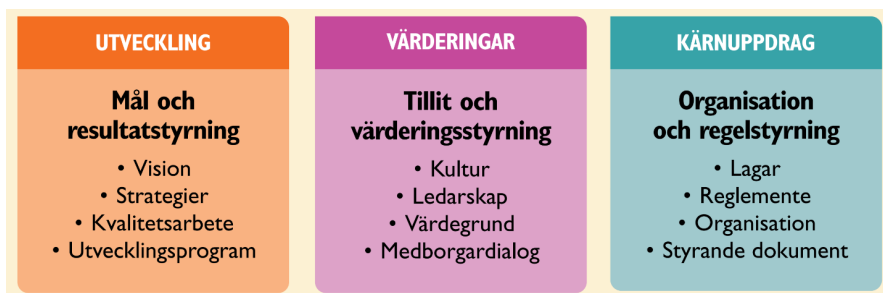 UTVECKLING
Mål och
resultatstyrning
• Vision
• Strategier
• Kvalitetsarbete
• Utvecklingsprogram
VÄRDERINGAR
Tillit och
värderingsstyrning
• Kultur
• Ledarskap
• Värdegrund
• Medborgardialog
KÄRNUPPDRAG
Organisation
och regelstyrning
• Lagar
• Reglemente
• Organisation
• Styrande dokument